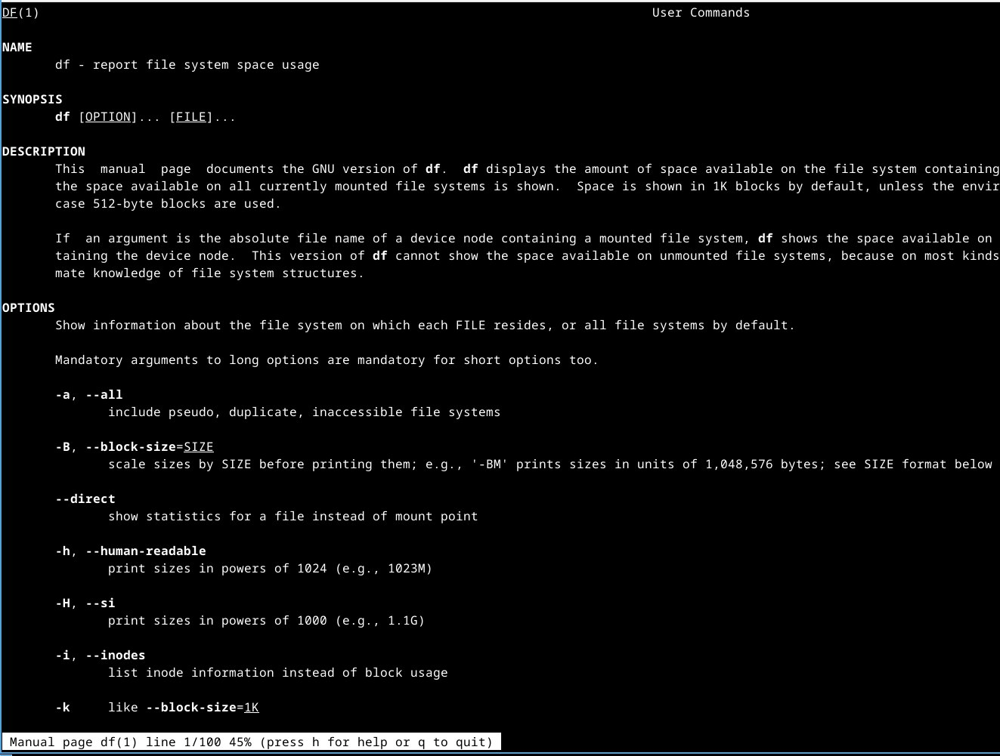 DF(1) User Commands
NAME
df - report file system space usage
SYNOPSIS
df [OPTION]... [FILE]...
DESCRIPTION
This  manual  page  documents the GNU version of df.  df displays the amount of space available on the file system containing
the space available on all currently mounted file systems is shown.  Space is shown in 1K blocks by default, unless the envir
case 512-byte blocks are used.
If  an argument is the absolute file name of a device node containing a mounted file system, df shows the space available on
taining the device node.  This version of df cannot show the space available on unmounted file systems, because on most kinds
mate knowledge of file system structures.
OPTIONS
Show information about the file system on which each FILE resides, or all file systems by default.
Mandatory arguments to long options are mandatory for short options too.
-a, --all
include pseudo, duplicate, inaccessible file systems
-B, --block-size=SIZE
scale sizes by SIZE before printing them; e.g., '-BM' prints sizes in units of 1,048,576 bytes; see SIZE format below
--direct
show statistics for a file instead of mount point
-h, --human-readable
print sizes in powers of 1024 (e.g., 1023M)
-H, --si
print sizes in powers of 1000 (e.g., 1.1G)
-i, --inodes
list inode information instead of block usage
-k     like --block-size=1K
Manual page df(1) line 1/100 45% (press h for help or q to quit)